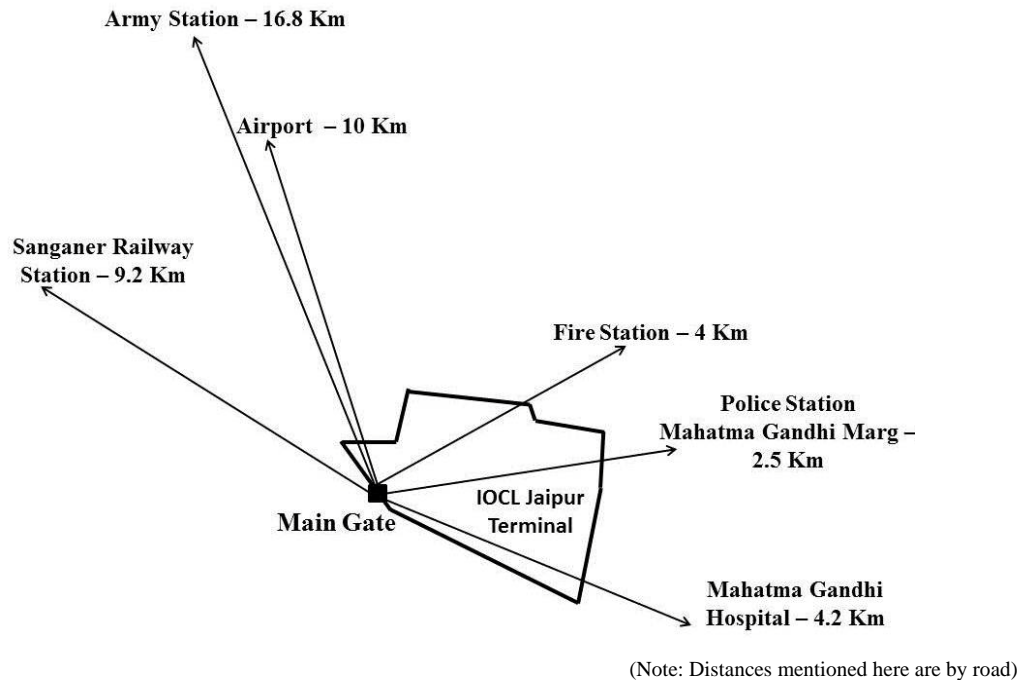 Army Station – 16.8 Km
Airport – 10 Km
Sanganer Railway
Station – 9.2 Km
Fire Station – 4 Km
Police Station
Mahatma Gandhi Marg –
2.5 Km
IOCL Jaipur
Terminal
Main Gate
Mahatma Gandhi
Hospital – 4.2 Km
(Note: Distances mentioned here are by road)